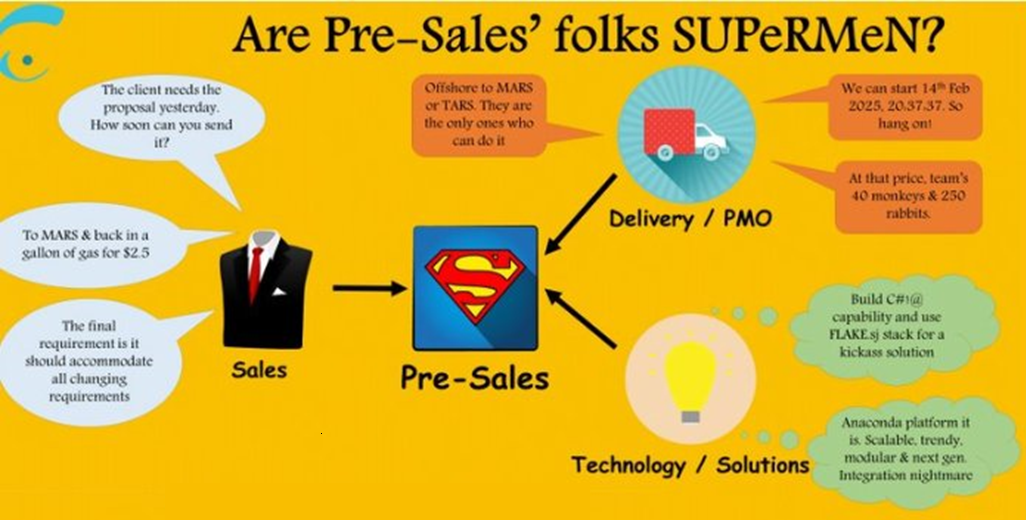 Are Pre-Sales' folks SUPeRMeN?
The client needs the
proposal yesterday.
How soon can you send
it?
To MARS & back in a
gallon of gas for $2.5
The final
requirement is it
should accommodate
all changing
requirements
Sales
Pre-Sales
Offshore to MARS
or TARS. They are
the only ones who
can do it
We can start 14th Feb
2025, 20.37.37. So
hang on!
At that price, team's
40 monkeys & 250
rabbits.
Delivery / PMO
Build C#!@
capability and use
FLAKE.sj stack for a
kickass solution
Anaconda platform it
is. Scalable, trendy,
modular & next gen.
Integration nightmare
Technology / Solutions